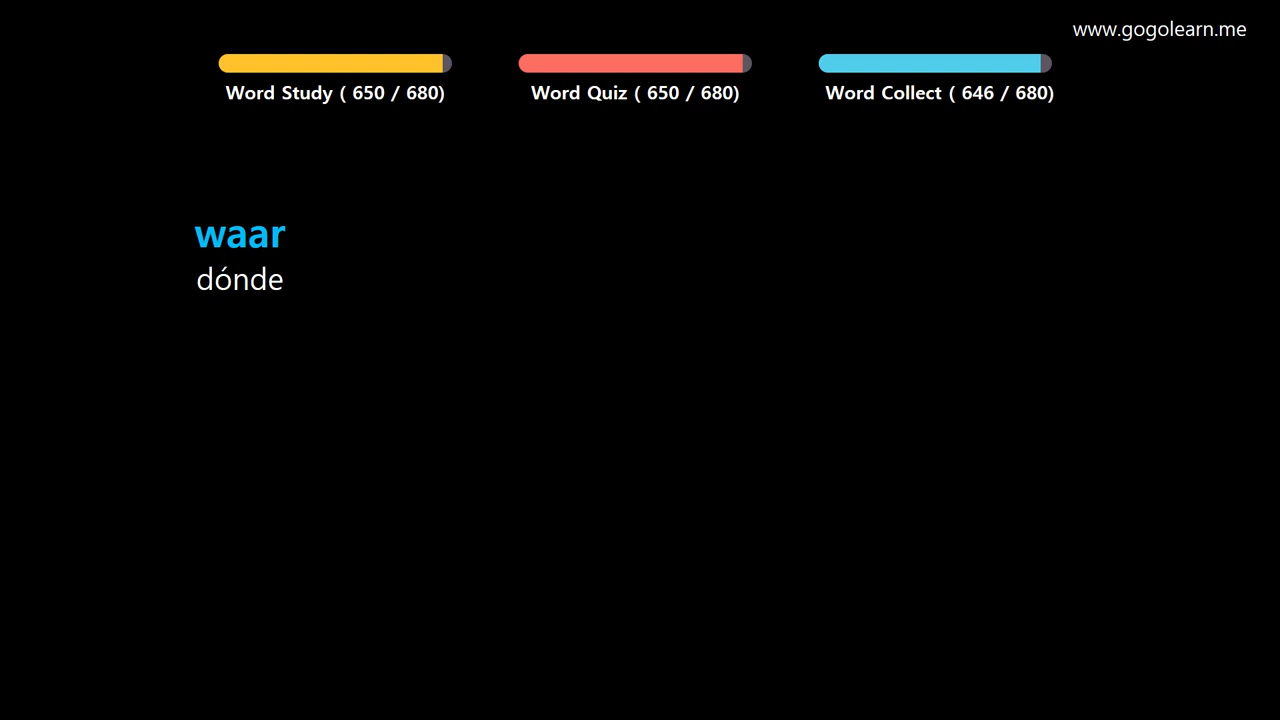 www.gogolearn.me
Word Study ( 650 / 680)
Word Quiz ( 650 / 680)
Word Collect ( 646 / 680)
waar
dónde